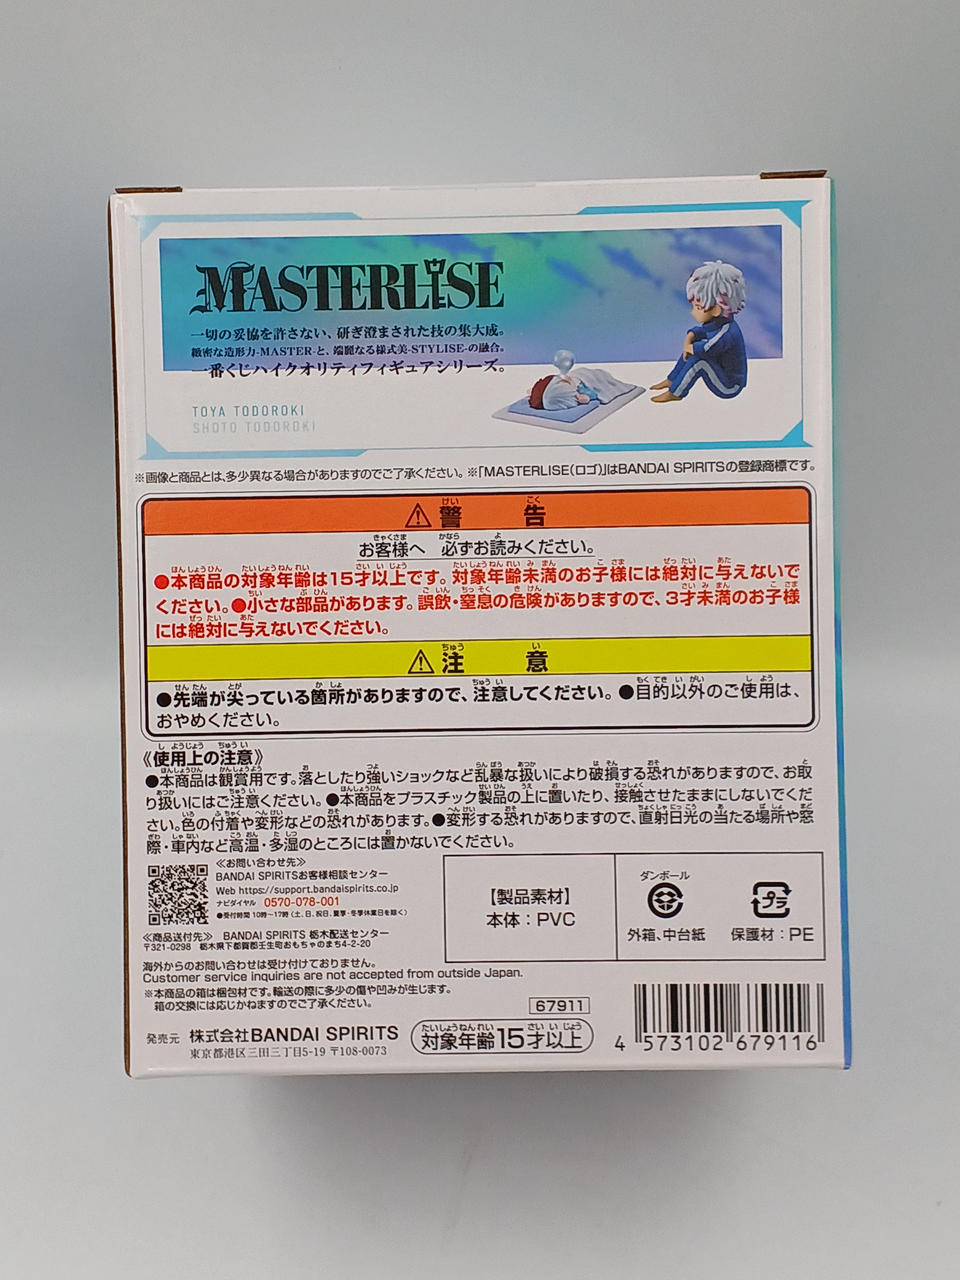 MASTERLISE
一切の妥協を許さない、研ぎ澄まされた技の集大成。
緻密な造形力-MASTER-と、端麗なる様式美-STYLISE-の融合。
一番くじハイクオリティフィギュアシリーズ。
TOYA TODOROKI
SHOTO TODOROKI
※画像と商品とは、多少異なる場合がありますのでご了承ください。※「MASTERLISE(ロゴ)」はBANDAI SPIRITSの登録商標です。
⚠警告
お客様へ 必ずお読みください。
●本商品の対象年齢は15才以上です。対象年齢未満のお子様には絶対に与えないで
ください。●小さな部品があります。誤飲・窒息の危険がありますので、3才未満のお子様
には絶対に与えないでください。
⚠注意
●先端が尖っている箇所がありますので、注意してください。●目的以外のご使用は、
おやめください。
《使用上の注意》
●本商品は観賞用です。落としたり強いショックなど乱暴な扱いにより破損する恐れがありますので、お取
り扱いにはご注意ください。●本商品をプラスチック製品の上に置いたり、接触させたままにしないでくだ
さい。色の付着や変形などの恐れがあります。●変形する恐れがありますので、直射日光の当たる場所や窓
際・車内など高温・多湿のところには置かないでください。
≪お問い合わせ先≫
BANDAI SPIRITSお客様相談センター
Web https://support.bandaispirits.co.jp
ナビダイヤル 0570-078-001
●受付時間 10時～17時(土、日、祝日、夏季・冬季休業日を除く)
≪商品送付先≫ BANDAI SPIRITS 栃木配送センター
〒321-0298 栃木県下都賀郡壬生町おもちゃのまち4-2-20
海外からのお問い合わせは受け付けておりません。
Customer service inquiries are not accepted from outside Japan.
※本商品の箱は梱包材です。輸送の際に多少の傷や凹みが生じます。
箱の交換には応じかねますのでご了承ください。
【製品素材】
本体:PVC
ダンボール
外箱、中台紙
プラ
保護材:PE
67911
発売元 株式会社BANDAI SPIRITS
東京都港区三田三丁目5-19 〒108-0073
対象年齢15才以上
4 573102 679116